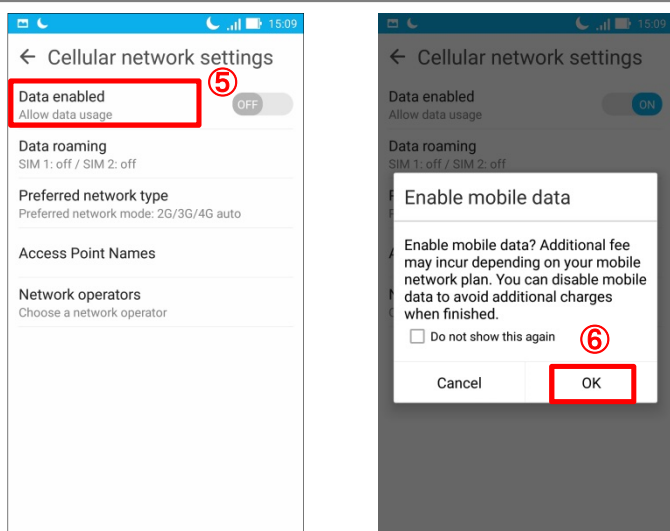 15:09
Cellular network settings
⑤
Data enabled
Allow data usage
OFF
Data roaming
SIM 1: off / SIM 2: off
Preferred network type
Preferred network mode: 2G/3G/4G auto
Access Point Names
Network operators
Choose a network operator
15:09
Cellular network settings
Data enabled
Allow data usage
ON
Data roaming
SIM 1: off / SIM 2: off
Enable mobile data
Enable mobile data? Additional fee
may incur depending on your mobile
network plan. You can disable mobile
data to avoid additional charges
when finished.
Do not show this again
⑥
Cancel
OK